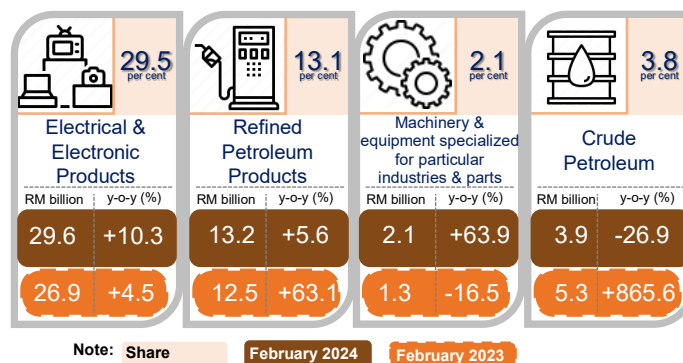 29.5
per cent
Electrical &
Electronic
Products
RM billion y-o-y (%)
29.6 +10.3
26.9 +4.5
13.1
per cent
Refined
Petroleum
Products
RM billion y-o-y (%)
13.2 +5.6
12.5 +63.1
2.1
per cent
Machinery &
equipment specialized
for particular
industries & parts
RM billion y-o-y (%)
2.1 +63.9
1.3 -16.5
3.8
per cent
Crude
Petroleum
RM billion y-o-y (%)
3.9 -26.9
5.3 +865.6
Note: Share February 2024 February 2023